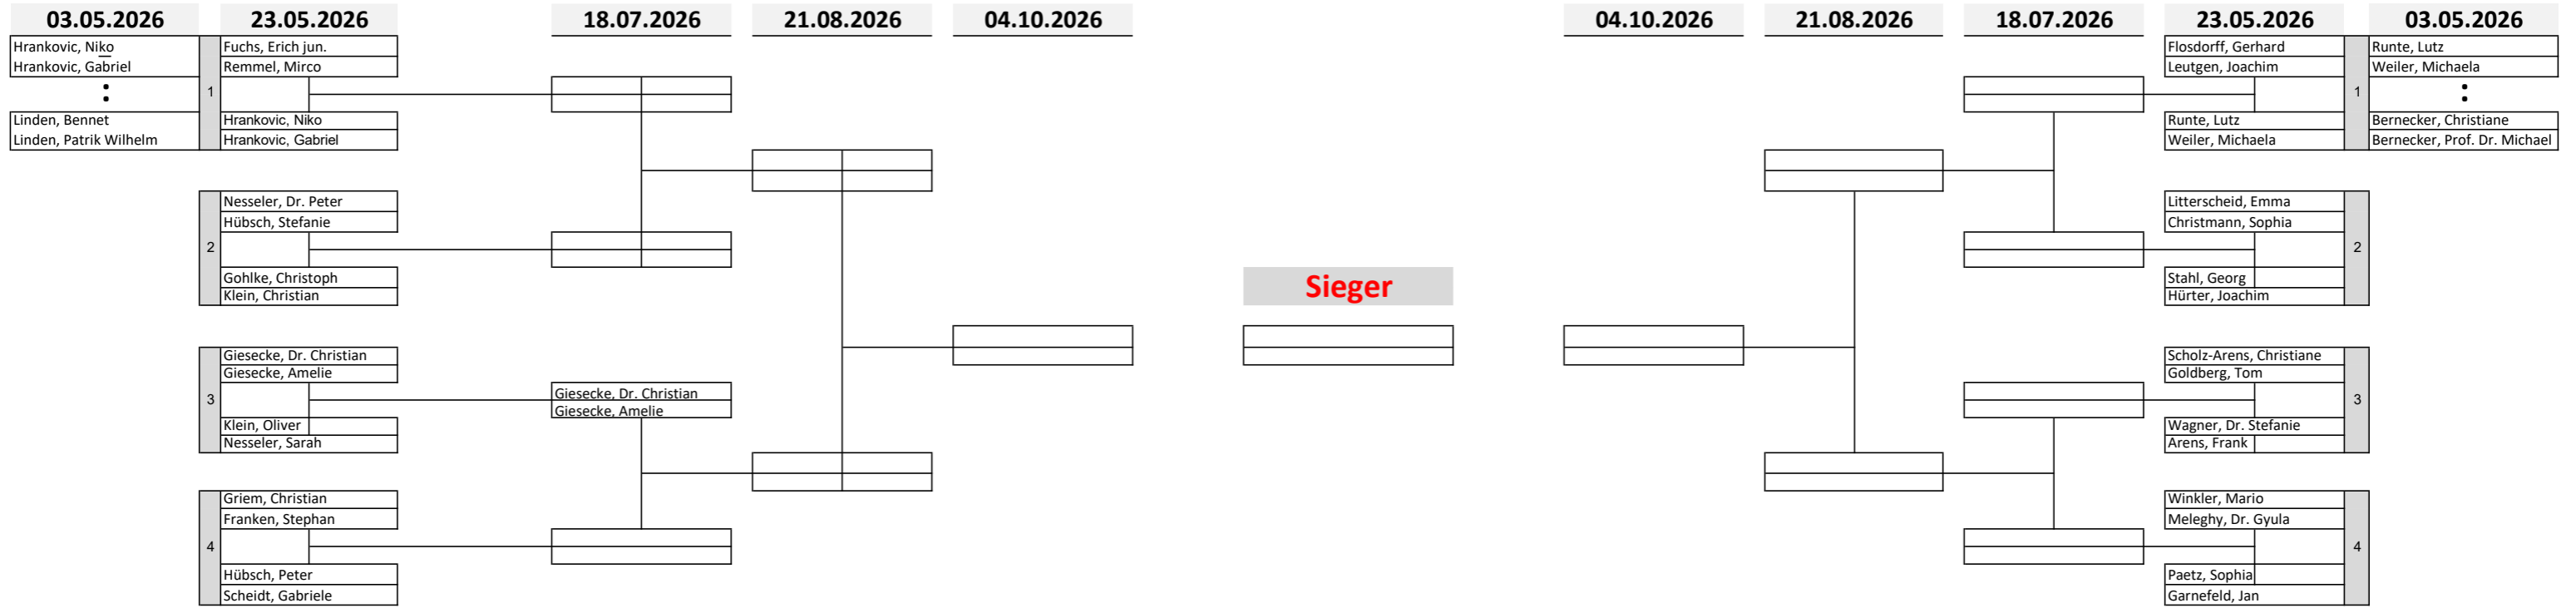 03.05.2026 23.05.2026 18.07.2026 21.08.2026 04.10.2026 04.10.2026 21.08.2026 18.07.2026 23.05.2026 03.05.2026
Hrankovic, Niko
Hrankovic, Gabriel
:
Linden, Bennet
Linden, Patrik Wilhelm
1
Fuchs, Erich jun.
Remmel, Mirco
Hrankovic, Niko
Hrankovic, Gabriel
2
Nesseler, Dr. Peter
Hübsch, Stefanie
Gohlke, Christoph
Klein, Christian
3
Giesecke, Dr. Christian
Giesecke, Amelie
Klein, Oliver
Nesseler, Sarah
4
Griem, Christian
Franken, Stephan
Hübsch, Peter
Scheidt, Gabriele
Giesecke, Dr. Christian
Giesecke, Amelie
Sieger
Flosdorff, Gerhard
Leutgen, Joachim
Runte, Lutz
Weiler, Michaela
1
Litterscheid, Emma
Christmann, Sophia
Stahl, Georg
Hürter, Joachim
2
Scholz-Arens, Christiane
Goldberg, Tom
Wagner, Dr. Stefanie
Arens, Frank
3
Winkler, Mario
Meleghy, Dr. Gyula
Paetz, Sophia
Garnefeld, Jan
4
Runte, Lutz
Weiler, Michaela
:
Bernecker, Christiane
Bernecker, Prof. Dr. Michael